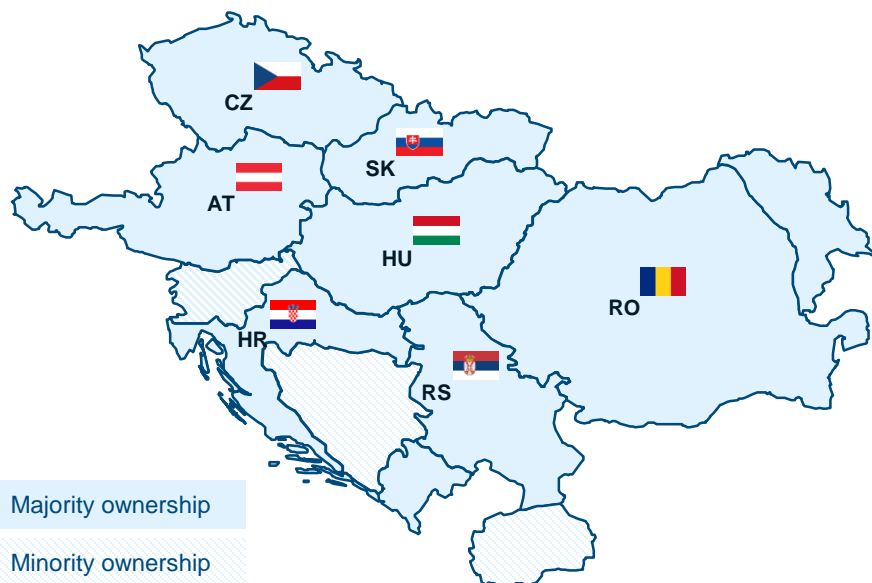 CZ
SK
AT
HU
RO
HR
RS
Majority ownership
Minority ownership